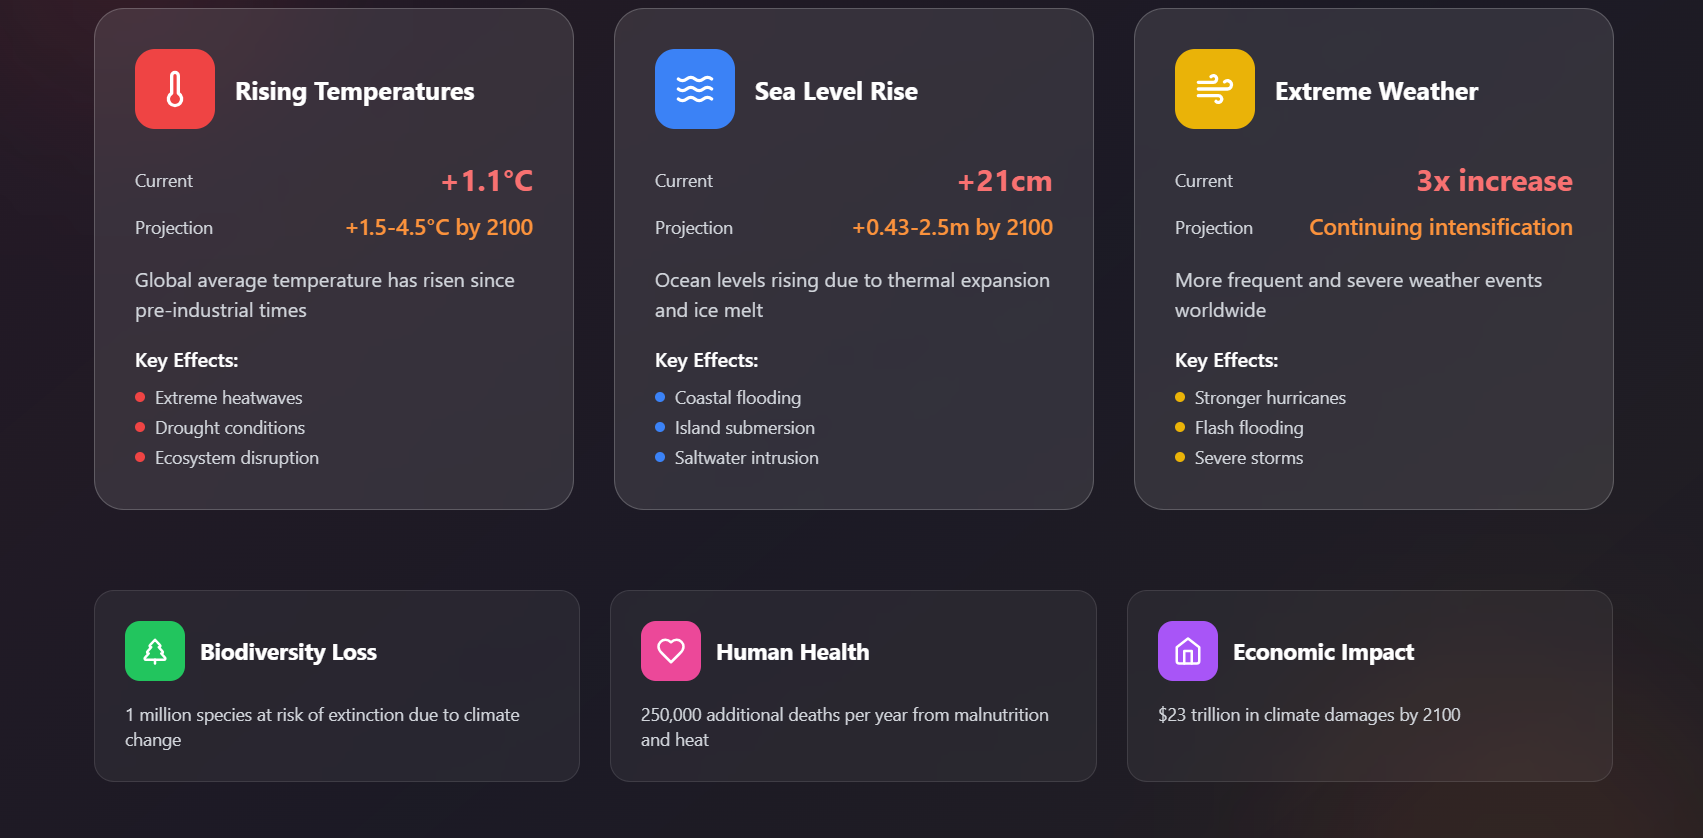 Rising Temperatures
Current
+1.1°C
Projection
+1.5-4.5°C by 2100
Global average temperature has risen since
pre-industrial times
Key Effects:
Extreme heatwaves
Drought conditions
Ecosystem disruption
Sea Level Rise
Current
+21cm
Projection
+0.43-2.5m by 2100
Ocean levels rising due to thermal expansion
and ice melt
Key Effects:
Coastal flooding
Island submersion
Saltwater intrusion
Extreme Weather
Current
3x increase
Projection
Continuing intensification
More frequent and severe weather events
worldwide
Key Effects:
Stronger hurricanes
Flash flooding
Severe storms
Biodiversity Loss
1 million species at risk of extinction due to climate
change
Human Health
250,000 additional deaths per year from malnutrition
and heat
Economic Impact
$23 trillion in climate damages by 2100